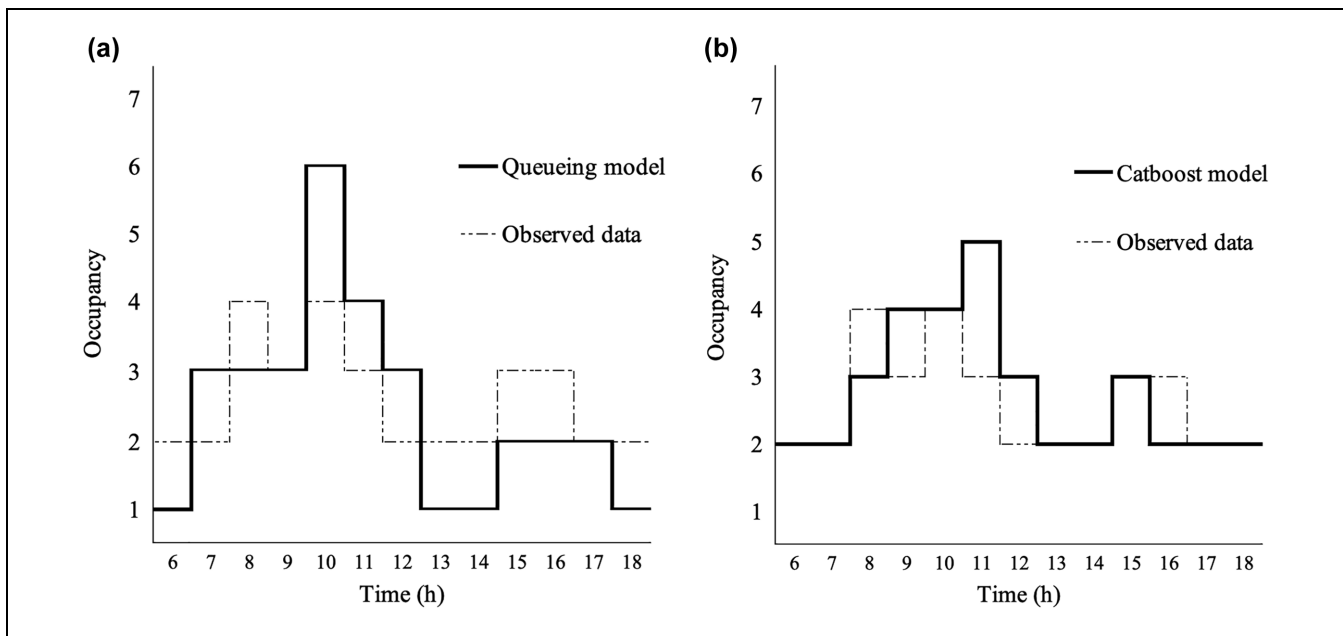 (a)
7
6
5
4
3
2
1
Occupancy
Queueing model
Observed data
6 7 8 9 10 11 12 13 14 15 16 17 18
Time (h)
(b)
7
6
5
4
3
2
1
Occupancy
Catboost model
Observed data
6 7 8 9 10 11 12 13 14 15 16 17 18
Time (h)